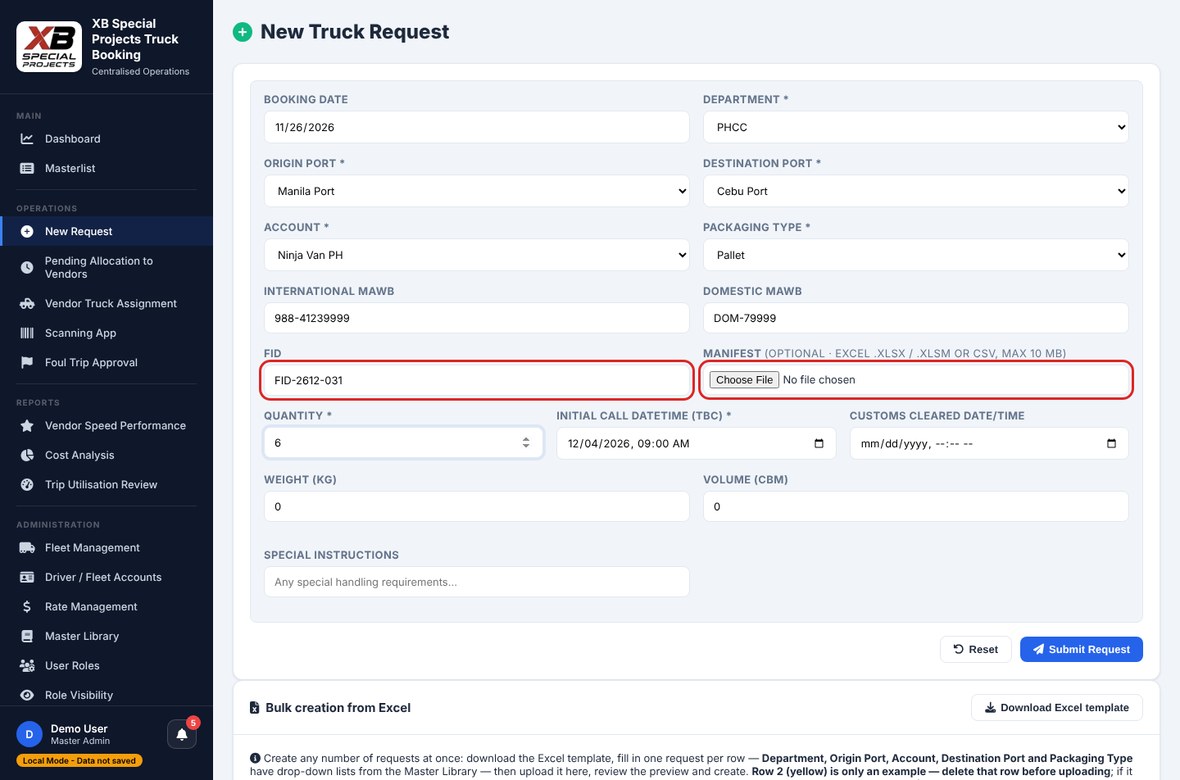 XB
SPECIAL
PROJECTS
XB Special
Projects Truck
Booking
Centralised Operations
MAIN
Dashboard
Masterlist
OPERATIONS
New Request
Pending Allocation to
Vendors
Vendor Truck Assignment
Scanning App
Foul Trip Approval
REPORTS
Vendor Speed Performance
Cost Analysis
Trip Utilisation Review
ADMINISTRATION
Fleet Management
Driver / Fleet Accounts
Rate Management
Master Library
User Roles
Role Visibility
D
Demo User
Master Admin
5
Local Mode - Data not saved
New Truck Request
BOOKING DATE
DEPARTMENT *
11/26/2026
PHCC
ORIGIN PORT *
DESTINATION PORT *
Manila Port
Cebu Port
ACCOUNT *
PACKAGING TYPE *
Ninja Van PH
Pallet
INTERNATIONAL MAWB
DOMESTIC MAWB
988-41239999
DOM-79999
FID
MANIFEST (OPTIONAL · EXCEL .XLSX / .XLSM OR CSV, MAX 10 MB)
FID-2612-031
Choose File No file chosen
QUANTITY *
INITIAL CALL DATETIME (TBC) *
CUSTOMS CLEARED DATE/TIME
6
12/04/2026, 09:00 AM
mm/dd/yyyy, --:-- --
WEIGHT (KG)
VOLUME (CBM)
0
0
SPECIAL INSTRUCTIONS
Any special handling requirements...
Reset
Submit Request
Bulk creation from Excel
Download Excel template
Create any number of requests at once: download the Excel template, fill in one request per row — Department, Origin Port, Account, Destination Port and Packaging Type
have drop-down lists from the Master Library — then upload it here, review the preview and create. Row 2 (yellow) is only an example — delete that row before uploading; if it